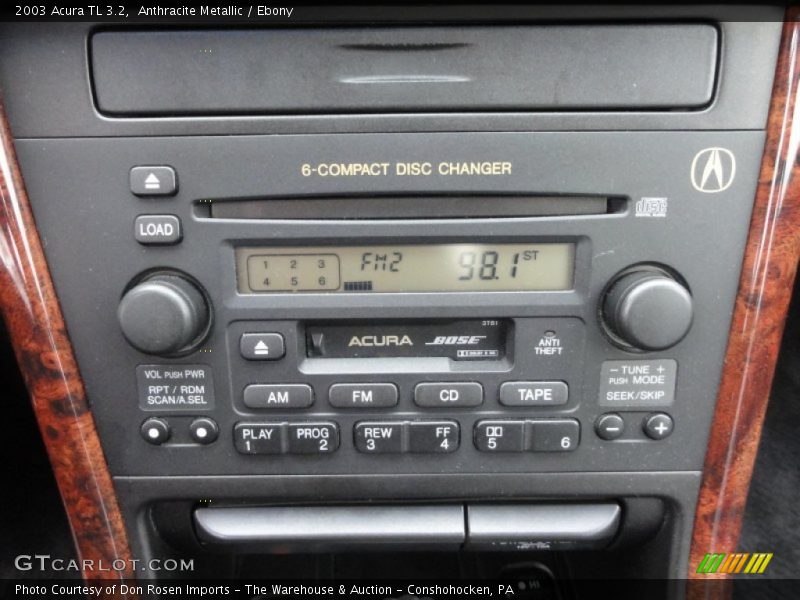 2003 Acura TL 3.2,  Anthracite Metallic / Ebony
6-COMPACT DISC CHANGER
LOAD
disc
1 2 3
FM2
98.1 ST
4 5 6
3TS1
ACURA
BOSE
ANTI
THEFT
VOL PUSH PWR
RPT / RDM
SCAN/A.SEL
− TUNE +
PUSH MODE
SEEK/SKIP
AM
FM
CD
TAPE
PLAY
1
PROG
2
REW
3
FF
4
5
6
−
+
HI
GTCARLOT.COM
Photo Courtesy of Don Rosen Imports – The Warehouse & Auction – Conshohocken, PA